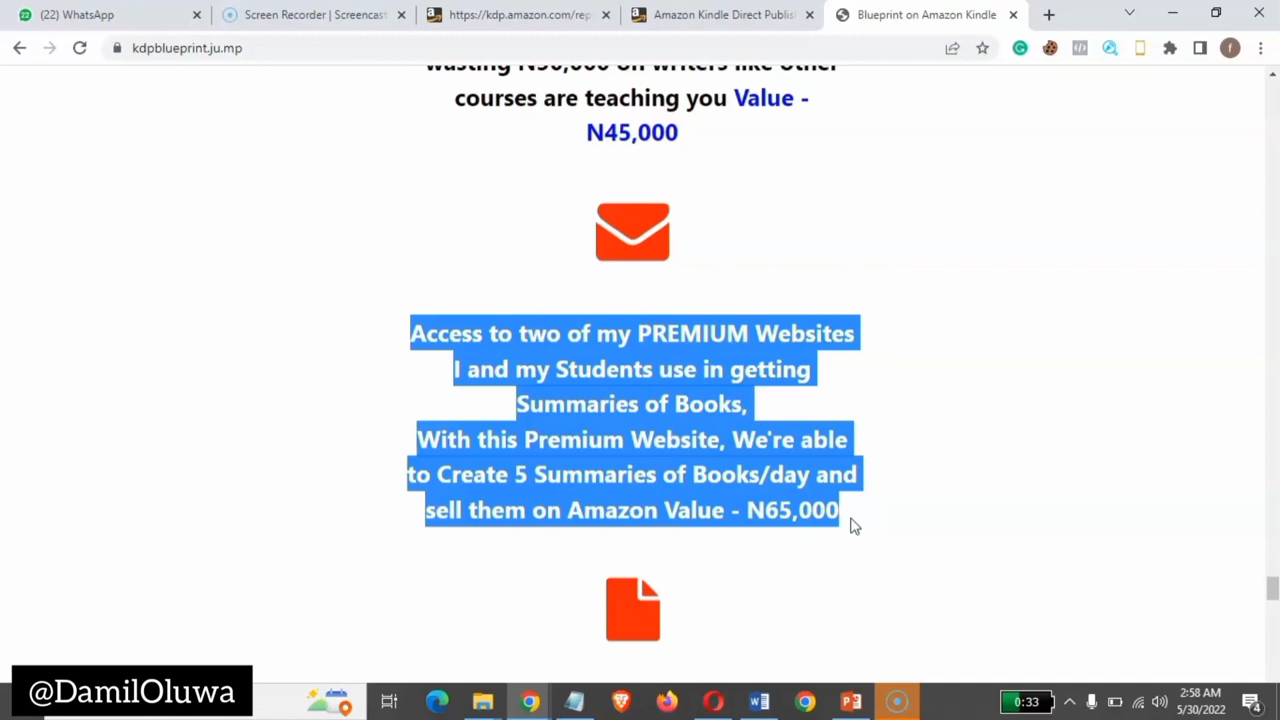 (22) WhatsApp
Screen Recorder | Screencast
https://kdp.amazon.com/rep
Amazon Kindle Direct Publis
Blueprint on Amazon Kindle
kdpblueprint.ju.mp
f
courses are teaching you Value -
N45,000
Access to two of my PREMIUM Websites
I and my Students use in getting
Summaries of Books,
With this Premium Website, We're able
to Create 5 Summaries of Books/day and
sell them on Amazon Value - N65,000
@DamilOluwa
0:33
2:58 AM
5/30/2022
4